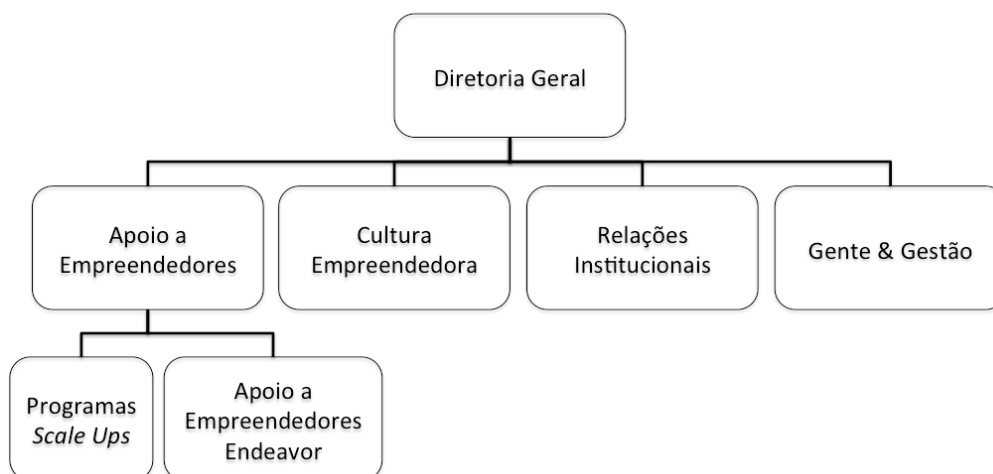 Diretoria Geral
Apoio a
Empreendedores
Cultura
Empreendedora
Relações
Institucionais
Gente & Gestão
Programas
Scale Ups
Apoio a
Empreendedores
Endeavor